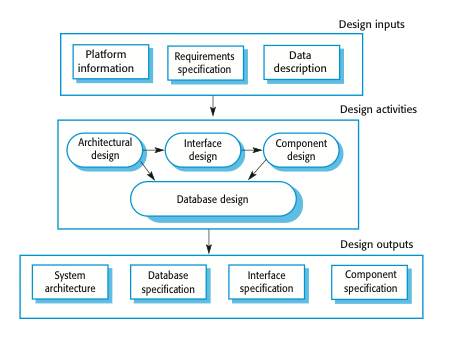 Design inputs
Platform
information
Requirements
specification
Data
description
Design activities
Architectural
design
Interface
design
Component
design
Database design
Design outputs
System
architecture
Database
specification
Interface
specification
Component
specification